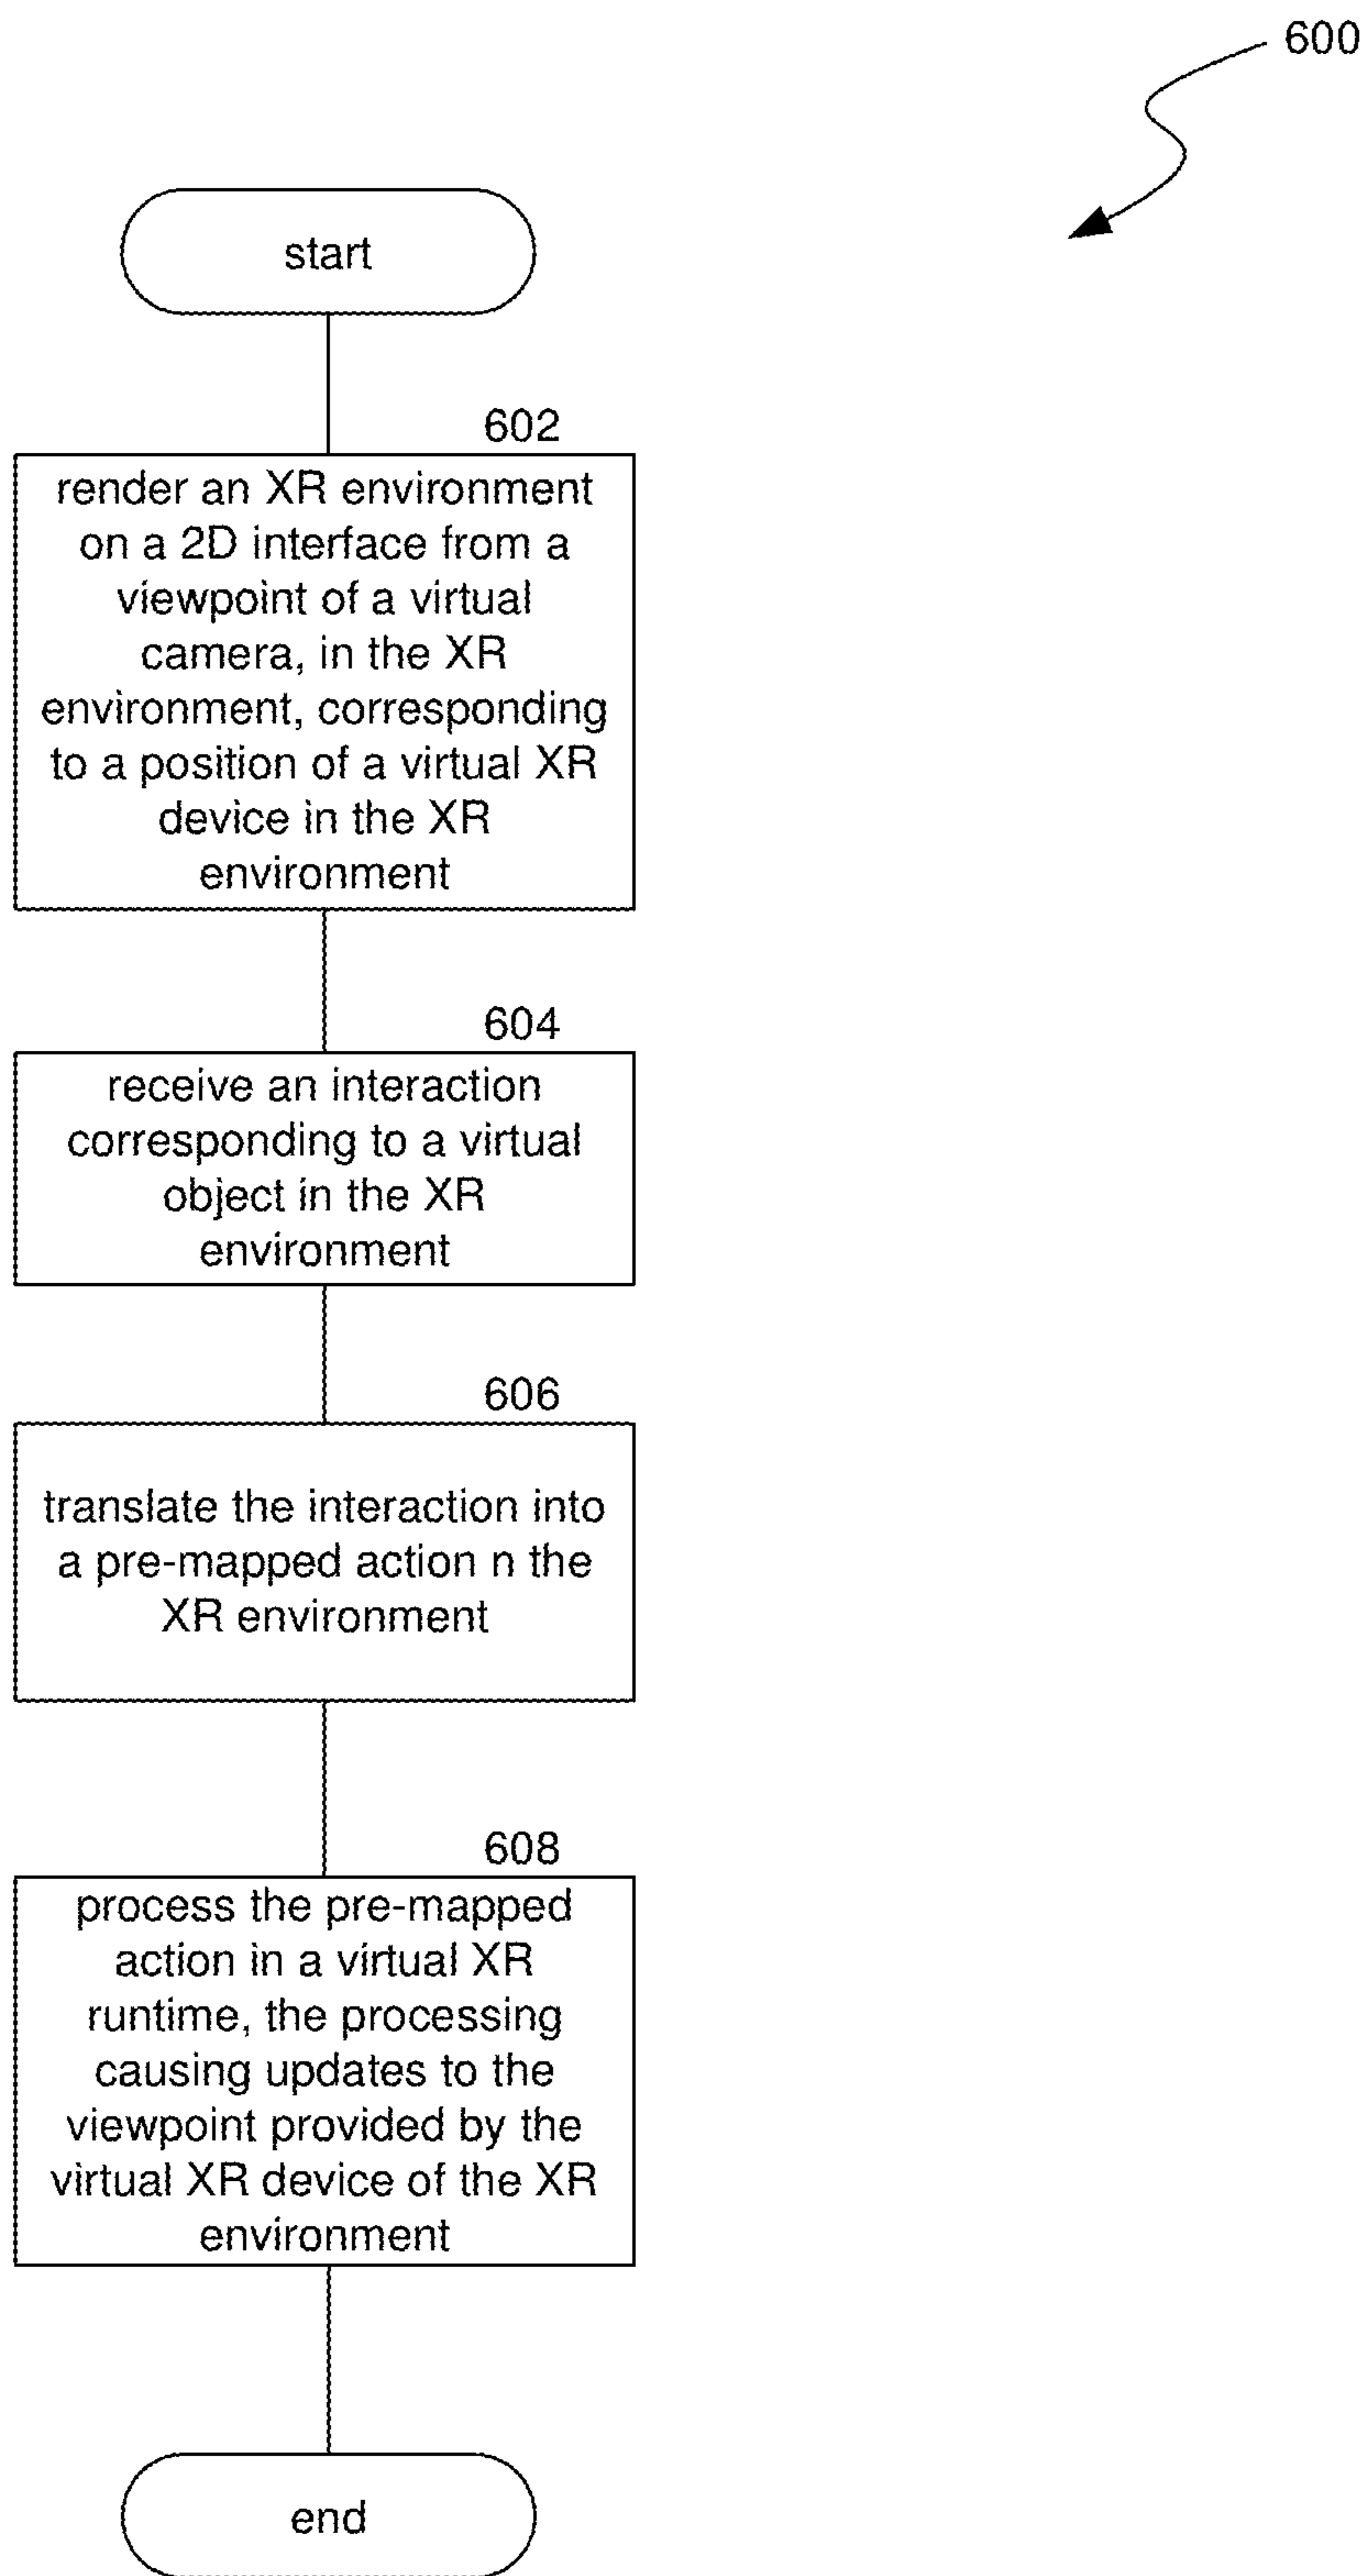 600
start
602
render an XR environment
on a 2D interface from a
viewpoint of a virtual
camera, in the XR
environment, corresponding
to a position of a virtual XR
device in the XR
environment
604
receive an interaction
corresponding to a virtual
object in the XR
environment
606
translate the interaction into
a pre-mapped action n the
XR environment
608
process the pre-mapped
action in a virtual XR
runtime, the processing
causing updates to the
viewpoint provided by the
virtual XR device of the XR
environment
end